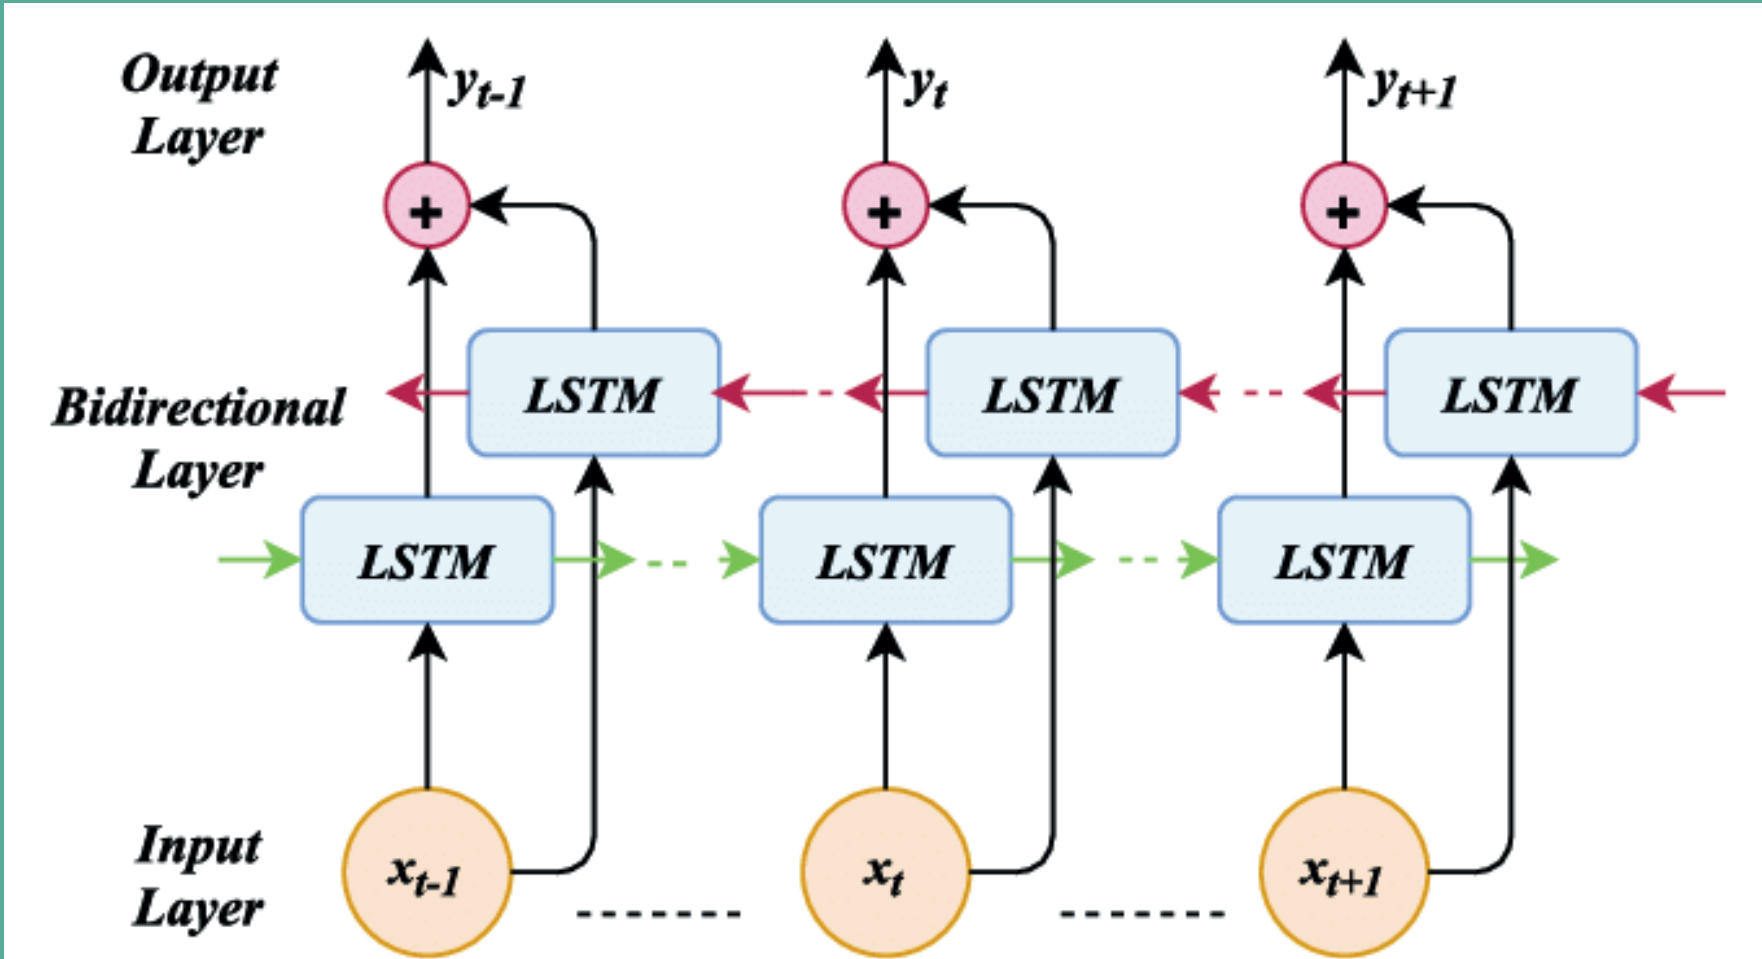 Output
Layer
y_{t-1}
y_t
y_{t+1}
+
+
+
Bidirectional
Layer
LSTM
LSTM
LSTM
LSTM
LSTM
LSTM
Input
Layer
x_{t-1}
x_t
x_{t+1}